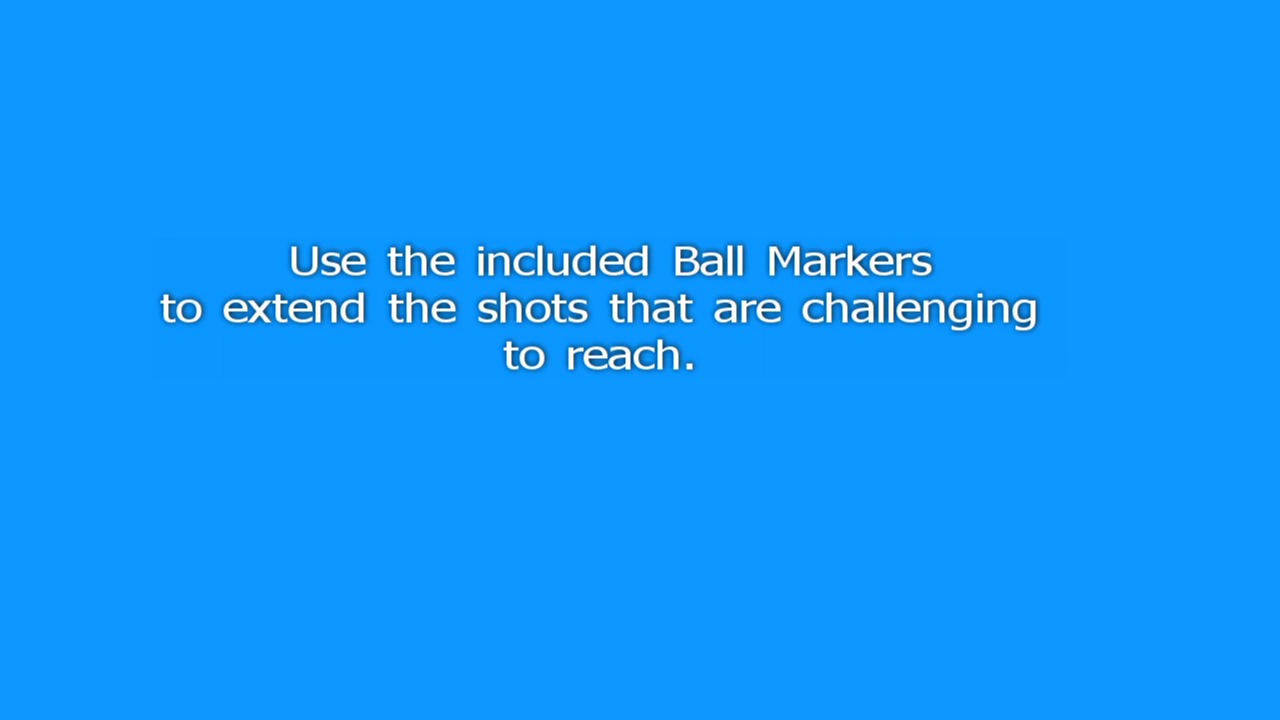 Use the included Ball Markers
to extend the shots that are challenging
to reach.